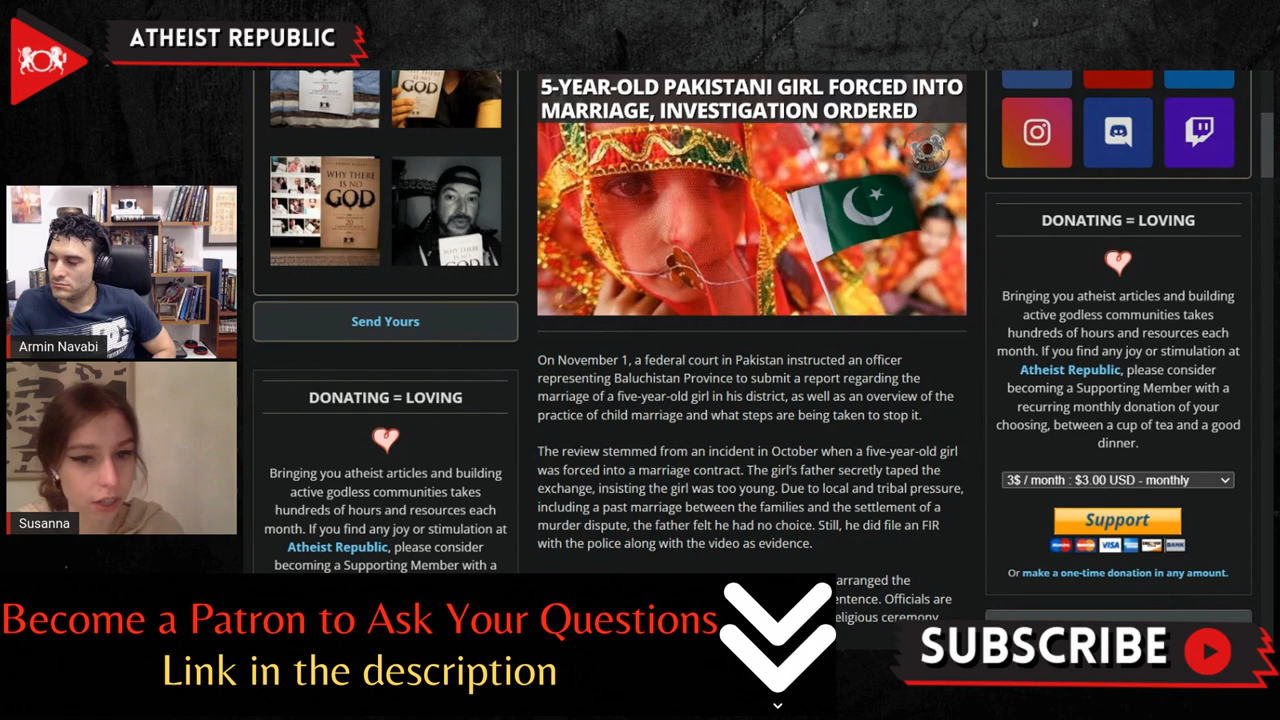 ATHEIST REPUBLIC
Armin Navabi
Susanna
WHY THERE
IS NO
GOD
Send Yours
DONATING = LOVING
Bringing you atheist articles and building
active godless communities takes
hundreds of hours and resources each
month. If you find any joy or stimulation at
Atheist Republic, please consider
becoming a Supporting Member with a
5-YEAR-OLD PAKISTANI GIRL FORCED INTO
MARRIAGE, INVESTIGATION ORDERED
On November 1, a federal court in Pakistan instructed an officer
representing Baluchistan Province to submit a report regarding the
marriage of a five-year-old girl in his district, as well as an overview of the
practice of child marriage and what steps are being taken to stop it.
The review stemmed from an incident in October when a five-year-old girl
was forced into a marriage contract. The girl's father secretly taped the
exchange, insisting the girl was too young. Due to local and tribal pressure,
including a past marriage between the families and the settlement of a
murder dispute, the father felt he had no choice. Still, he did file an FIR
with the police along with the video as evidence.
arranged the
entence. Officials are
eligious ceremony
DONATING = LOVING
Bringing you atheist articles and building
active godless communities takes
hundreds of hours and resources each
month. If you find any joy or stimulation at
Atheist Republic, please consider
becoming a Supporting Member with a
recurring monthly donation of your
choosing, between a cup of tea and a good
dinner.
3$ / month : $3.00 USD - monthly
Support
VISA
BANK
Or make a one-time donation in any amount.
Become a Patron to Ask Your Questions
Link in the description
SUBSCRIBE